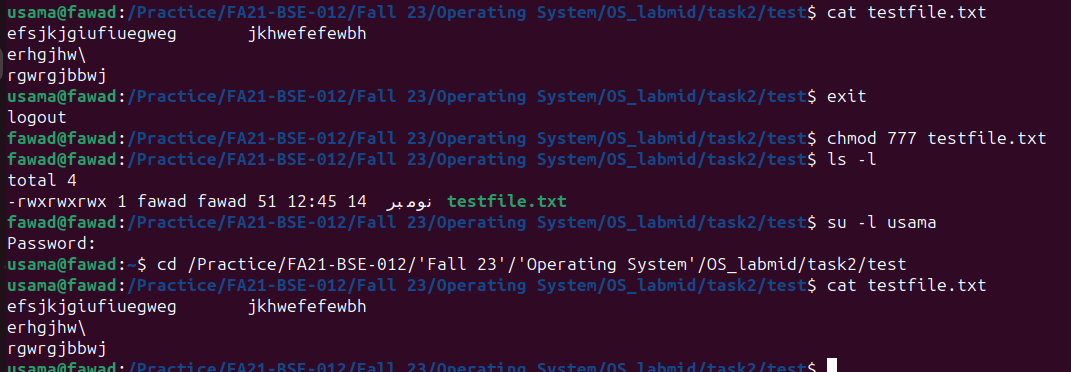 usama@fawad:/Practice/FA21-BSE-012/Fall 23/Operating System/OS_labmid/task2/test$ cat testfile.txt
efsjkjgiufiuegweg       jkhwefefewbh
erhgjhw\
rgwrgjbbwj
usama@fawad:/Practice/FA21-BSE-012/Fall 23/Operating System/OS_labmid/task2/test$ exit
logout
fawad@fawad:/Practice/FA21-BSE-012/Fall 23/Operating System/OS_labmid/task2/test$ chmod 777 testfile.txt
fawad@fawad:/Practice/FA21-BSE-012/Fall 23/Operating System/OS_labmid/task2/test$ ls -l
total 4
-rwxrwxrwx 1 fawad fawad 51 12:45 14  نومبر testfile.txt
fawad@fawad:/Practice/FA21-BSE-012/Fall 23/Operating System/OS_labmid/task2/test$ su -l usama
Password:
usama@fawad:~$ cd /Practice/FA21-BSE-012/'Fall 23'/'Operating System'/OS_labmid/task2/test
usama@fawad:/Practice/FA21-BSE-012/Fall 23/Operating System/OS_labmid/task2/test$ cat testfile.txt
efsjkjgiufiuegweg       jkhwefefewbh
erhgjhw\
rgwrgjbbwj
usama@fawad:/Practice/FA21-BSE-012/Fall 23/Operating System/OS_labmid/task2/test$